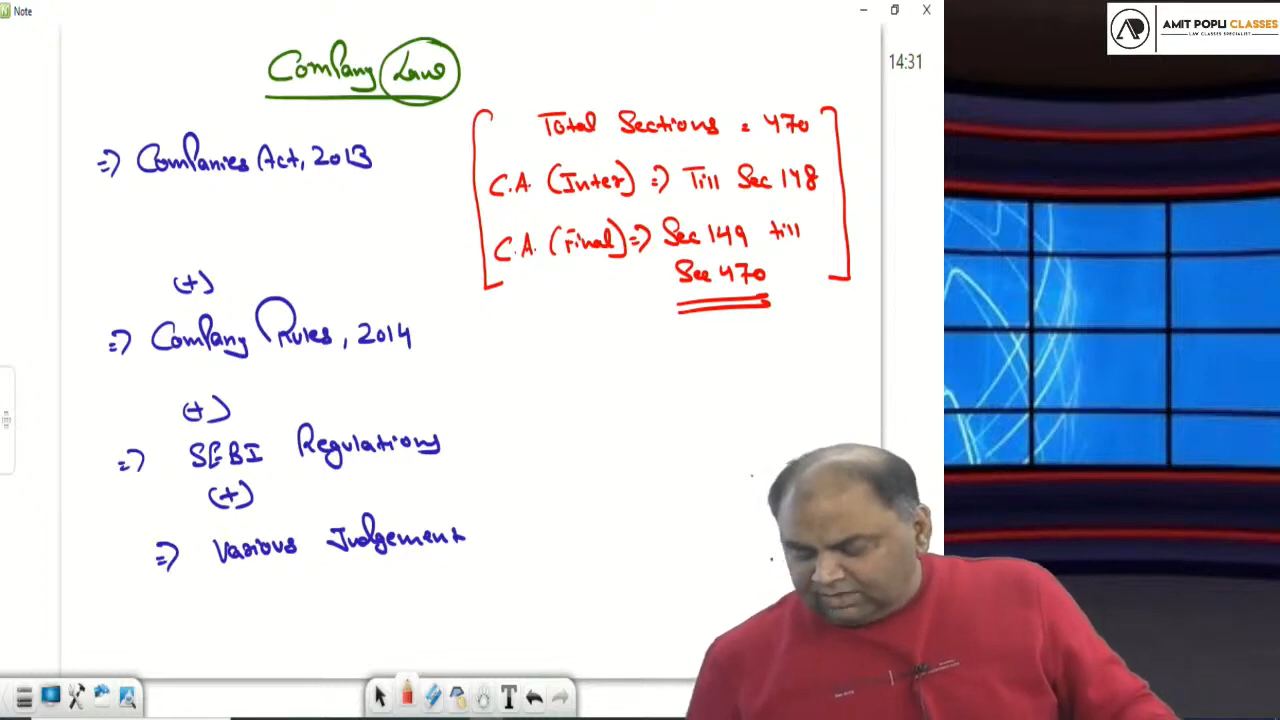 Note
AMIT POPLI CLASSES
LAW CLASSES SPECIALIST
14:31
Company Law
Total Sections = 470
C.A. (Inter) => Till Sec 148
C.A. (Final) => Sec 149 till
Sec 470
=> Companies Act, 2013
(+)
=> Company Rules, 2014
(+)
=> SEBI Regulations
(+)
=> Various Judgement
T